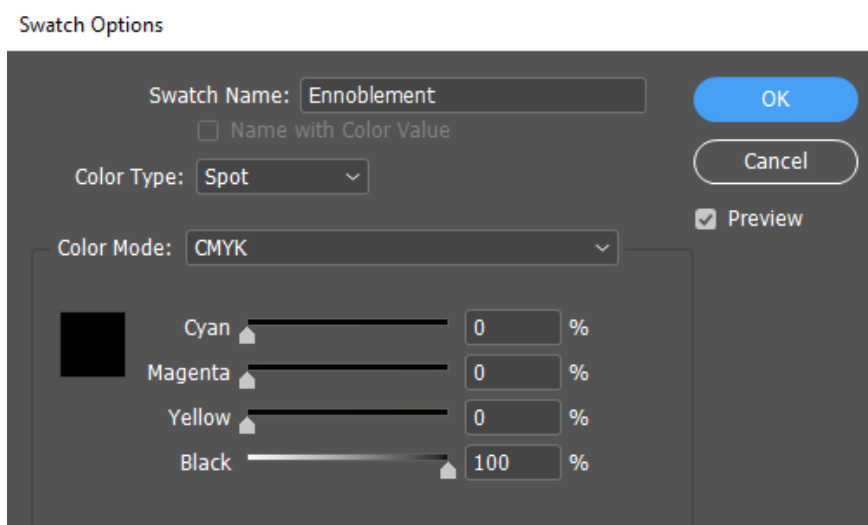 Swatch Options
Swatch Name: Ennoblement
OK
Name with Color Value
Color Type: Spot
Cancel
Preview
Color Mode: CMYK
Cyan 0 %
Magenta 0 %
Yellow 0 %
Black 100 %